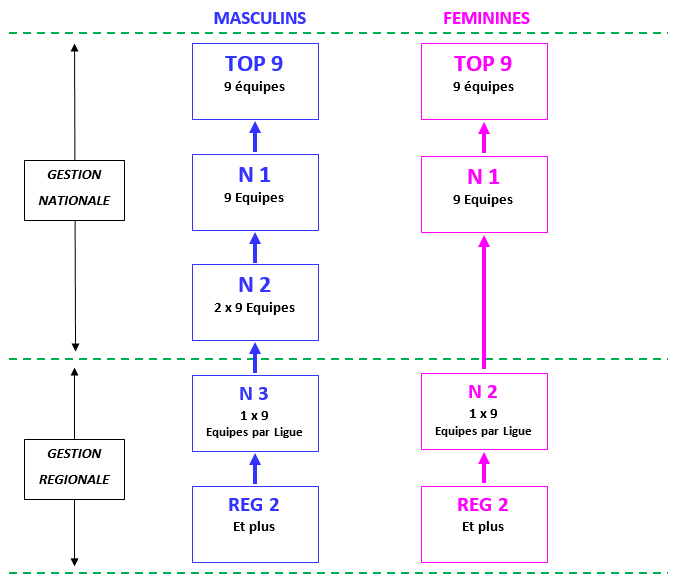 MASCULINS
FEMININES
TOP 9
9 équipes
TOP 9
9 équipes
GESTION
NATIONALE
N 1
9 Equipes
N 1
9 Equipes
N 2
2 x 9 Equipes
GESTION
REGIONALE
N 3
1 x 9
Equipes par Ligue
N 2
1 x 9
Equipes par Ligue
REG 2
Et plus
REG 2
Et plus